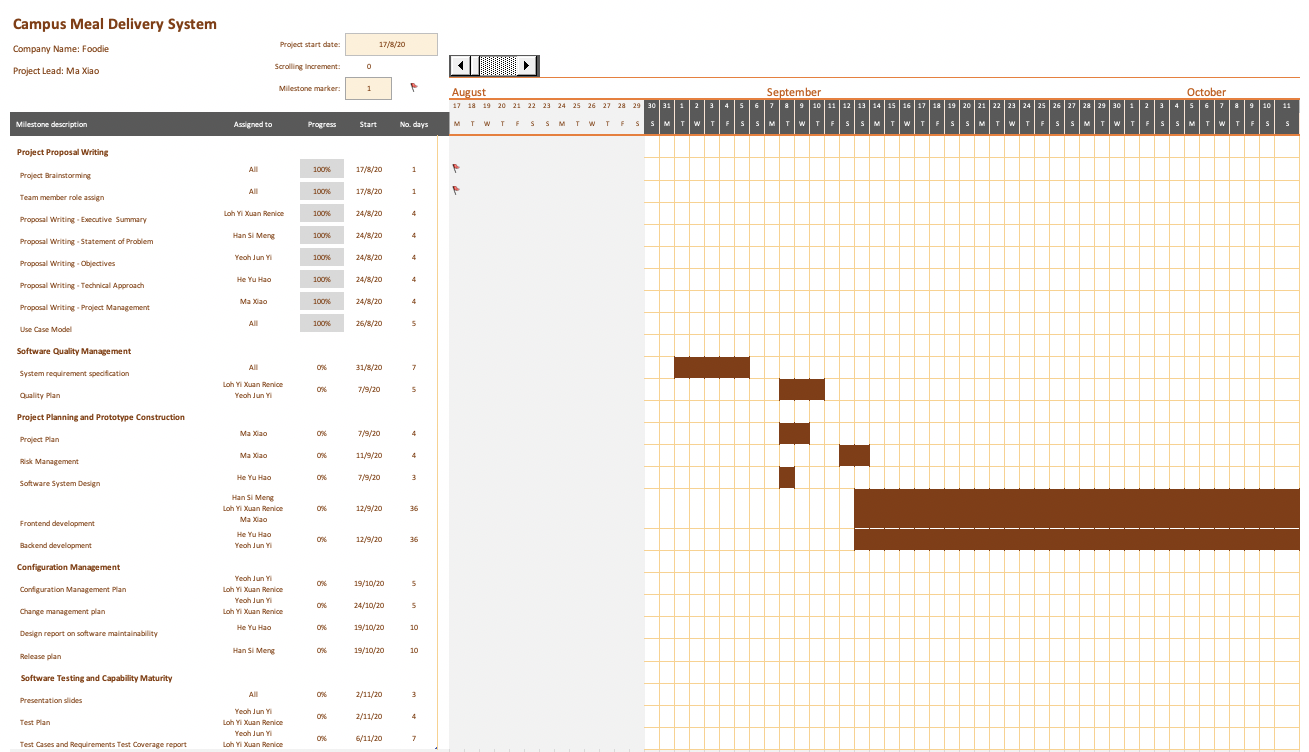 Campus Meal Delivery System
Company Name: Foodie
Project start date: 17/8/20
Project Lead: Ma Xiao
Scrolling Increment: 0
Milestone marker: 1
August September October
17 18 19 20 21 22 23 24 25 26 27 28 29 30 31 1 2 3 4 5 6 7 8 9 10 11 12 13 14 15 16 17 18 19 20 21 22 23 24 25 26 27 28 29 30 1 2 3 4 5 6 7 8 9 10 11
Milestone description Assigned to Progress Start No. days M T W T F S S M T W T F S S M T W T F S S M T W T F S S M T W T F S S M T W T F S S M T W T F S S M T W T F S S
Project Proposal Writing
Project Brainstorming All 100% 17/8/20 1
Team member role assign All 100% 17/8/20 1
Proposal Writing - Executive Summary Loh Yi Xuan Renice 100% 24/8/20 4
Proposal Writing - Statement of Problem Han Si Meng 100% 24/8/20 4
Proposal Writing - Objectives Yeoh Jun Yi 100% 24/8/20 4
Proposal Writing - Technical Approach He Yu Hao 100% 24/8/20 4
Proposal Writing - Project Management Ma Xiao 100% 24/8/20 4
Use Case Model All 100% 26/8/20 5
Software Quality Management
System requirement specification All 0% 31/8/20 7
Loh Yi Xuan Renice
Quality Plan Yeoh Jun Yi 0% 7/9/20 5
Project Planning and Prototype Construction
Project Plan Ma Xiao 0% 7/9/20 4
Risk Management Ma Xiao 0% 11/9/20 4
Software System Design He Yu Hao 0% 7/9/20 3
Han Si Meng
Loh Yi Xuan Renice 0% 12/9/20 36
Ma Xiao
Frontend development
He Yu Hao
Backend development Yeoh Jun Yi 0% 12/9/20 36
Configuration Management
Yeoh Jun Yi
Configuration Management Plan Loh Yi Xuan Renice 0% 19/10/20 5
Yeoh Jun Yi
Change management plan Loh Yi Xuan Renice 0% 24/10/20 5
Design report on software maintainability He Yu Hao 0% 19/10/20 10
Release plan Han Si Meng 0% 19/10/20 10
Software Testing and Capability Maturity
Presentation slides All 0% 2/11/20 3
Yeoh Jun Yi
Test Plan Loh Yi Xuan Renice 0% 2/11/20 4
Yeoh Jun Yi
Test Cases and Requirements Test Coverage report Loh Yi Xuan Renice 0% 6/11/20 7